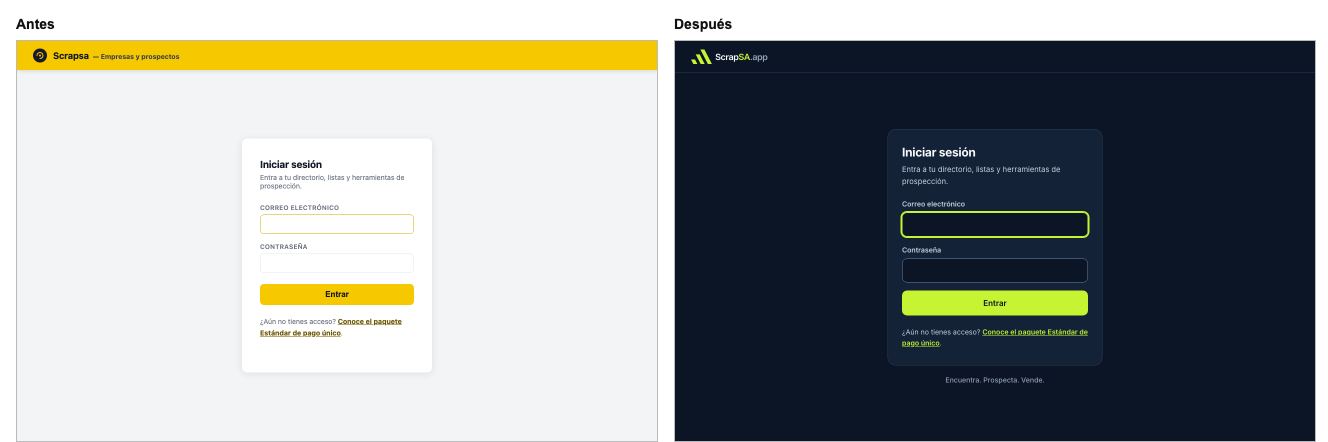 Antes
Scrapsa — Empresas y prospectos
Iniciar sesión
Entra a tu directorio, listas y herramientas de
prospección.
CORREO ELECTRÓNICO
CONTRASEÑA
Entrar
¿Aún no tienes acceso? Conoce el paquete
Estándar de pago único.
Después
ScrapSA.app
Iniciar sesión
Entra a tu directorio, listas y herramientas de
prospección.
Correo electrónico
Contraseña
Entrar
¿Aún no tienes acceso? Conoce el paquete Estándar de
pago único.
Encuentra. Prospecta. Vende.